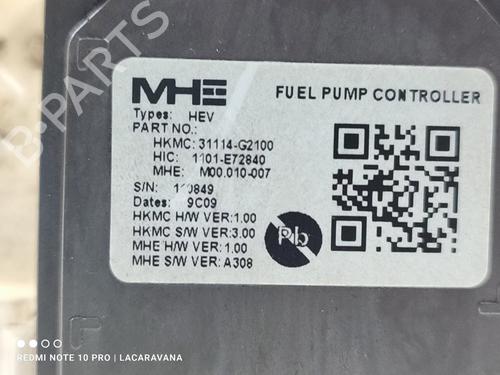 B-PARTS
MHE FUEL PUMP CONTROLLER
Types: HEV
PART NO.:
HKMC: 31114-G2100
HIC: 1101-E72840
MHE: M00.010-007
S/N: 110849
Dates: 9C09
HKMC H/W VER:1.00
HKMC S/W VER:3.00
MHE H/W VER: 1.00
MHE S/W VER: A308
Pb
REDMI NOTE 10 PRO | LACARAVANA